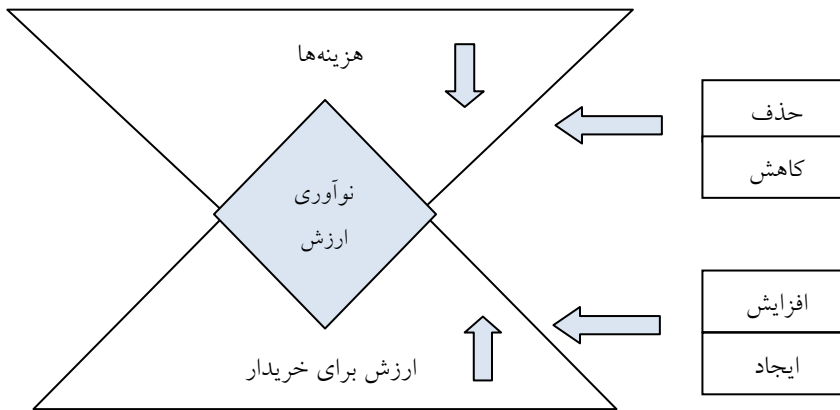 هزینه‌ها
حذف
کاهش
نوآوری
ارزش
افزایش
ارزش برای خریدار
ایجاد